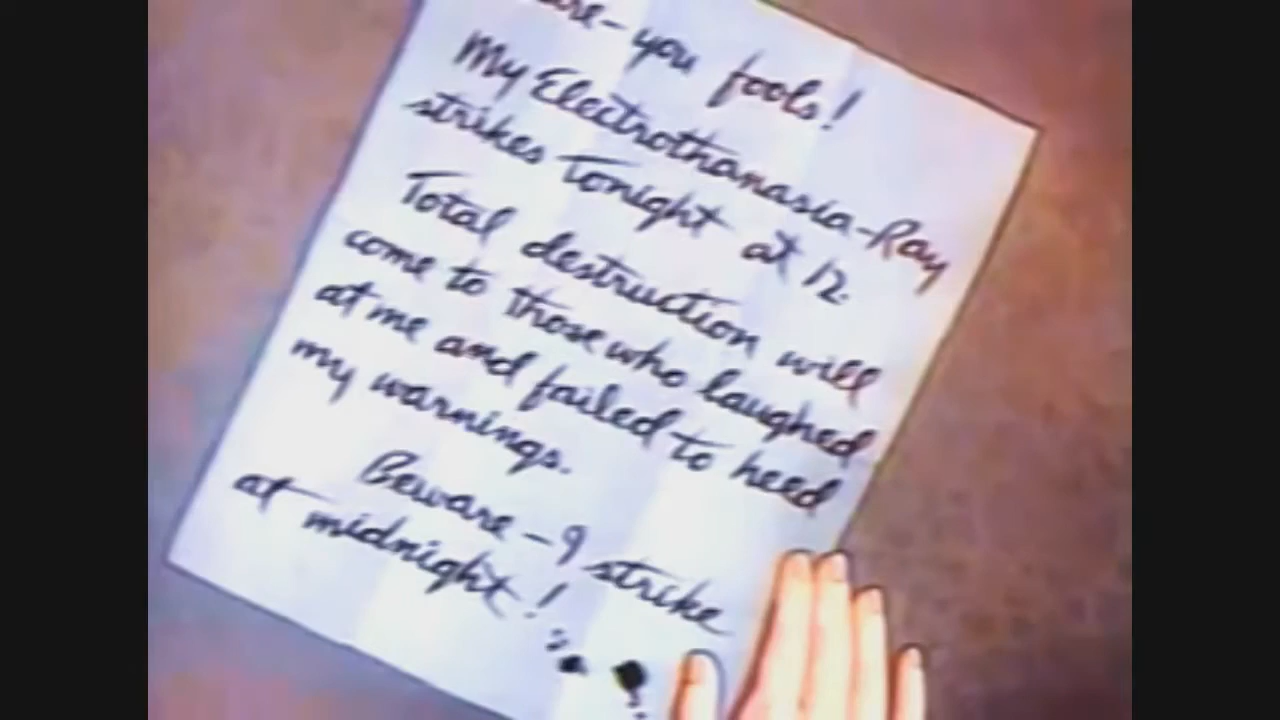 you fools!
My Electrothanasia-Ray
strikes Tonight at 12.
Total destruction will
come to those who laughed
at me and failed to heed
my warnings.
Beware - I strike
at midnight!